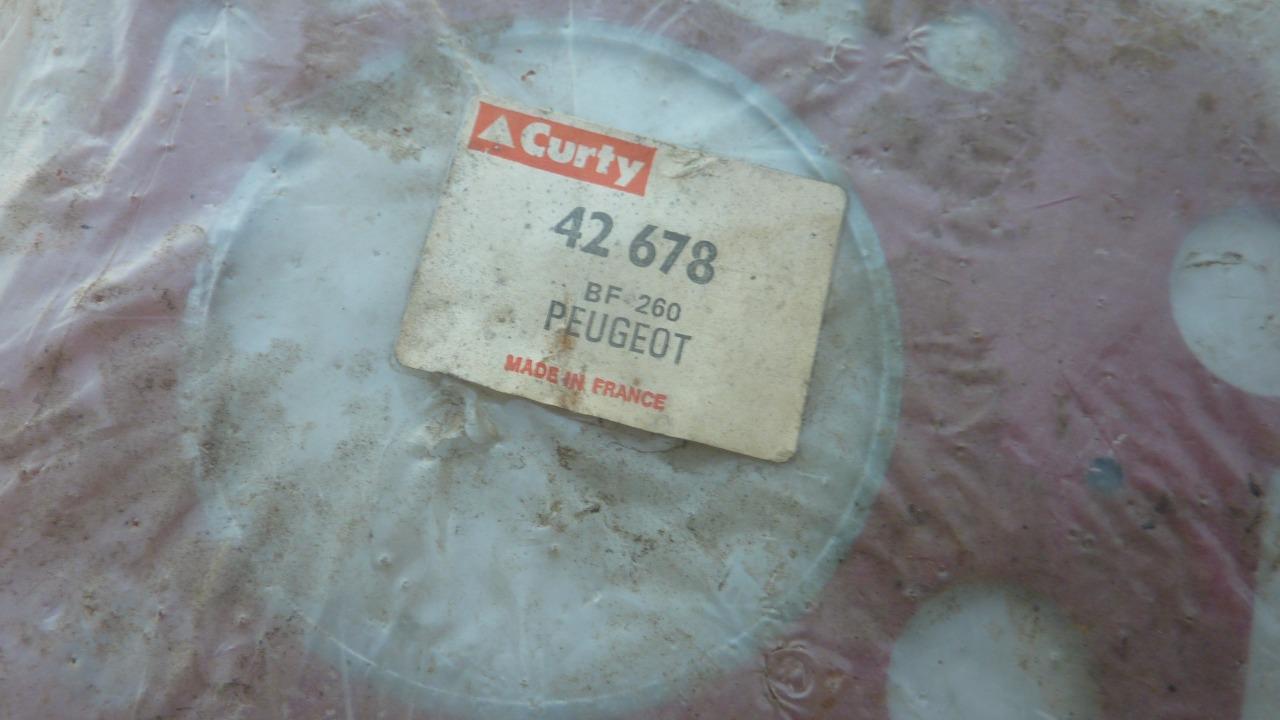 Curty
42 678
BF 260
PEUGEOT
MADE IN FRANCE